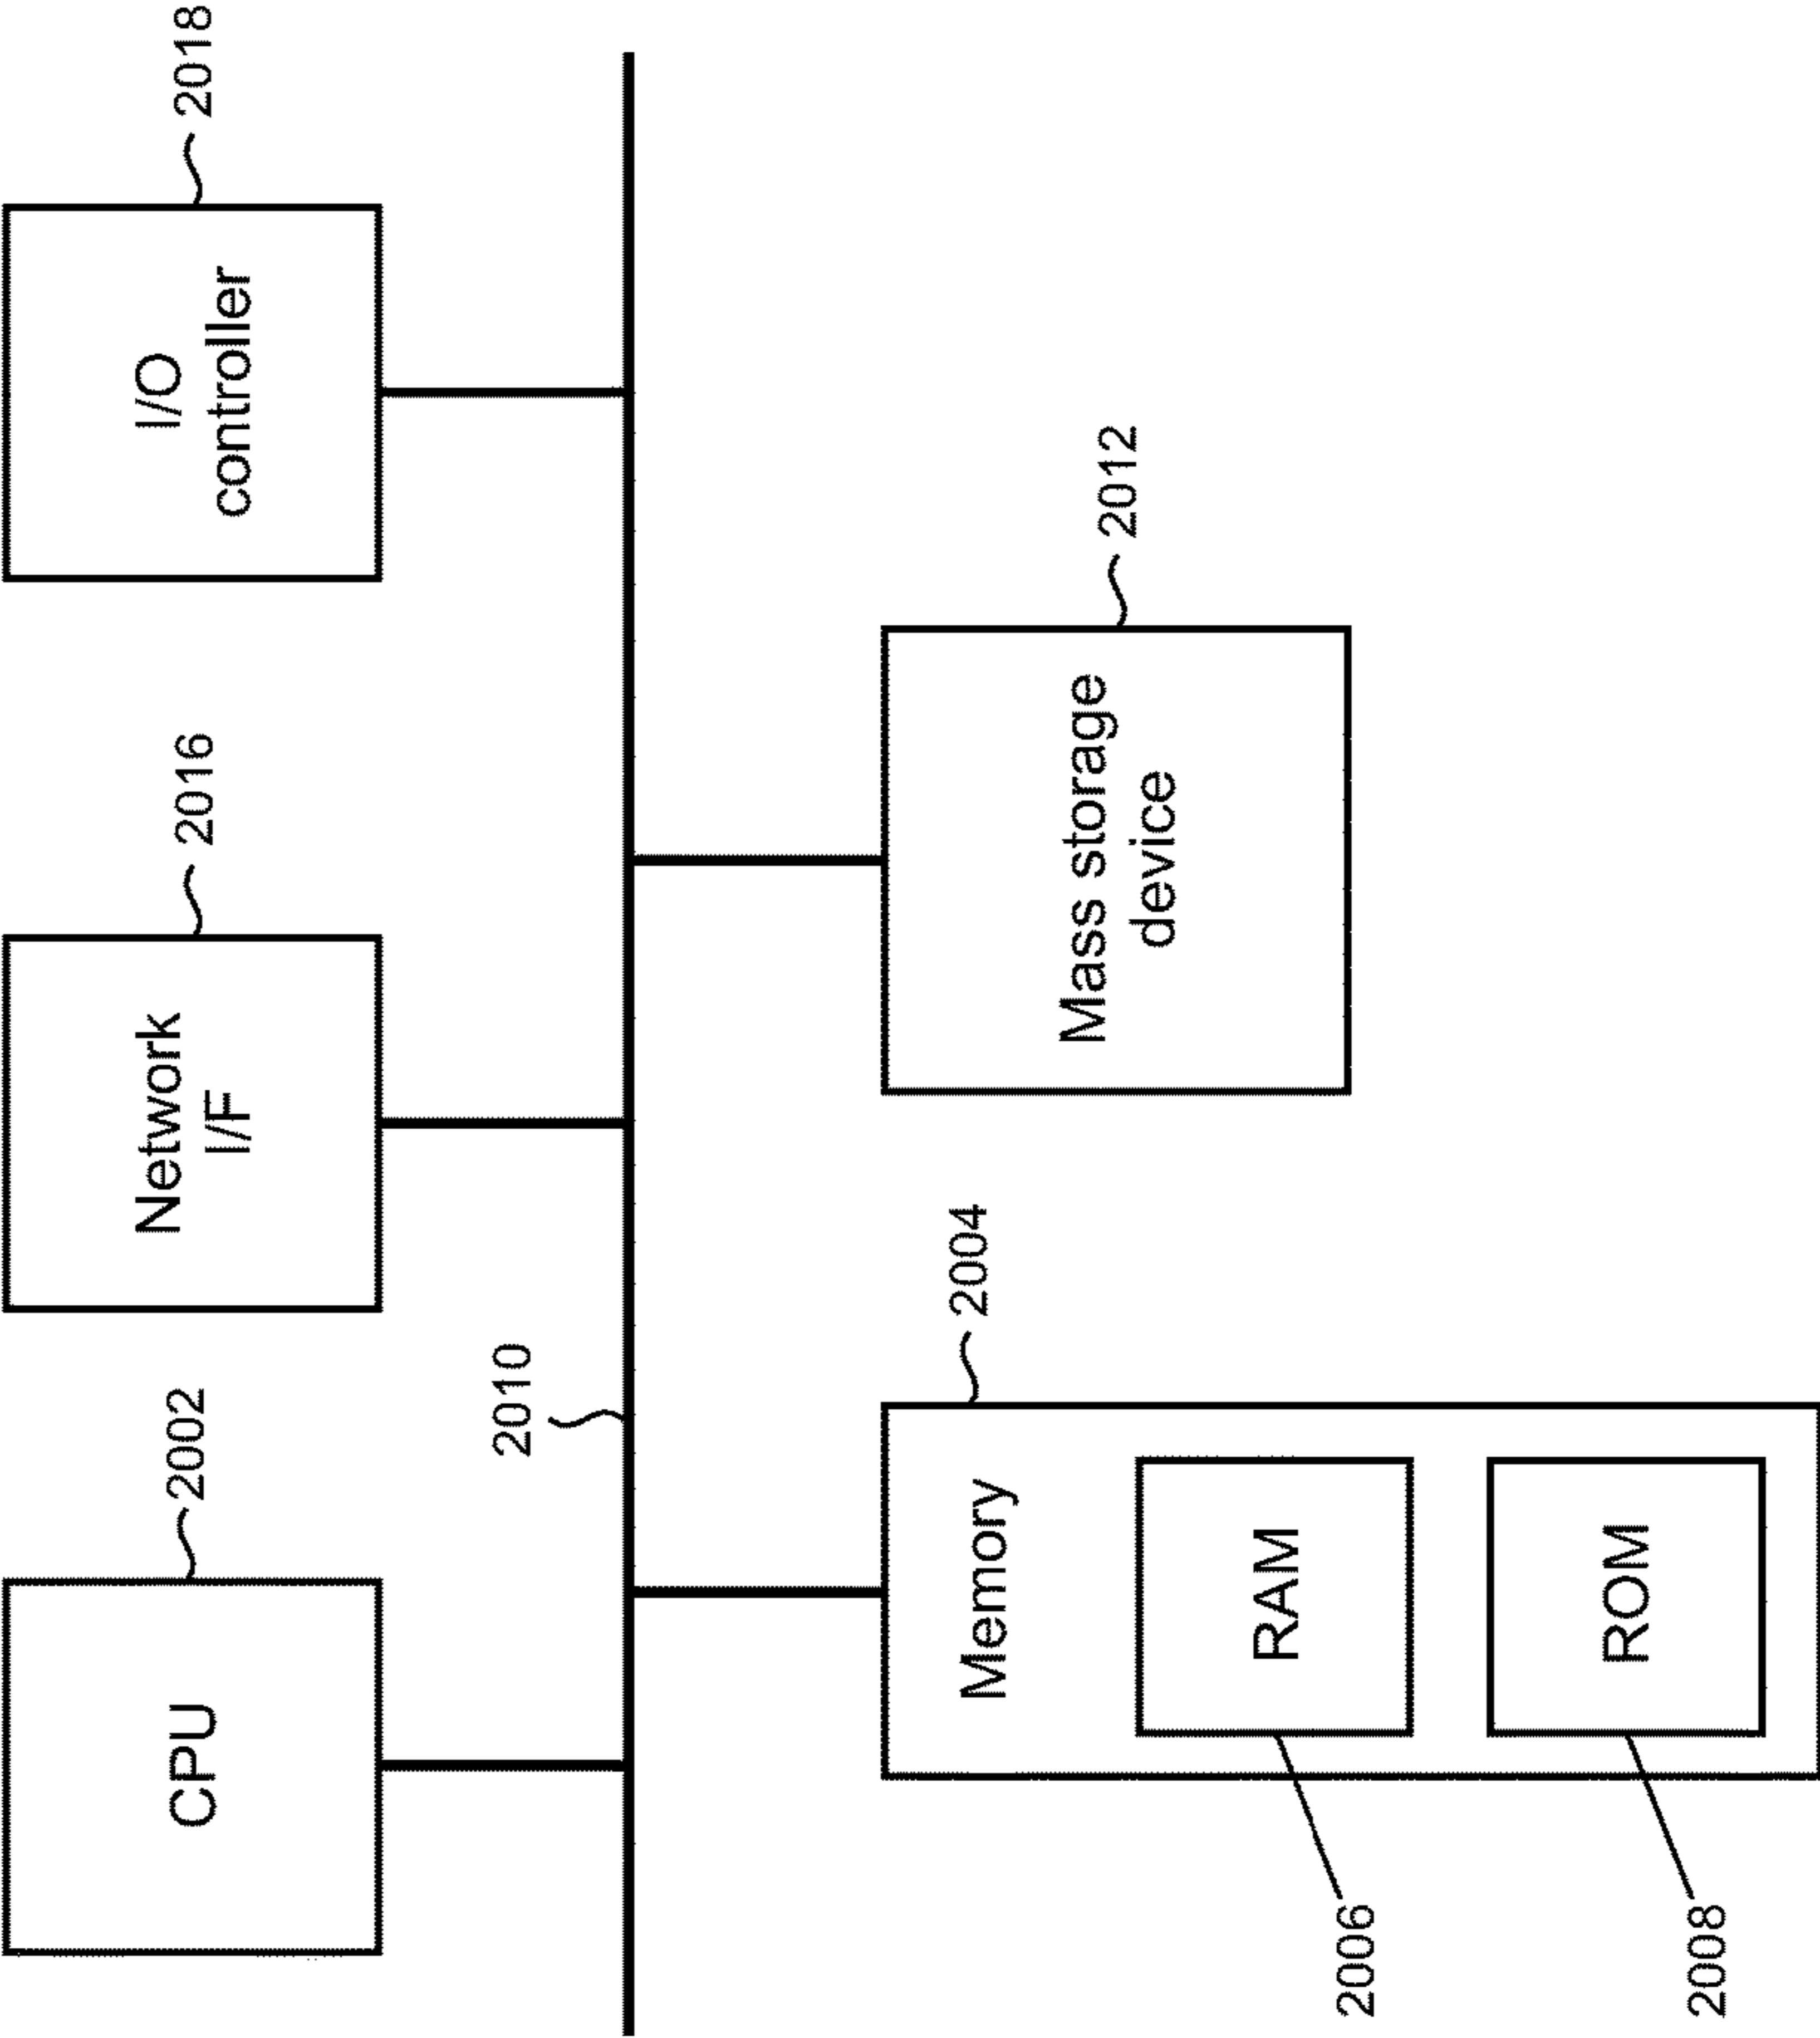 2002
CPU
2016
Network
I/F
2018
I/O
controller
2010
2004
Memory
RAM
ROM
2006
2008
2012
Mass storage
device